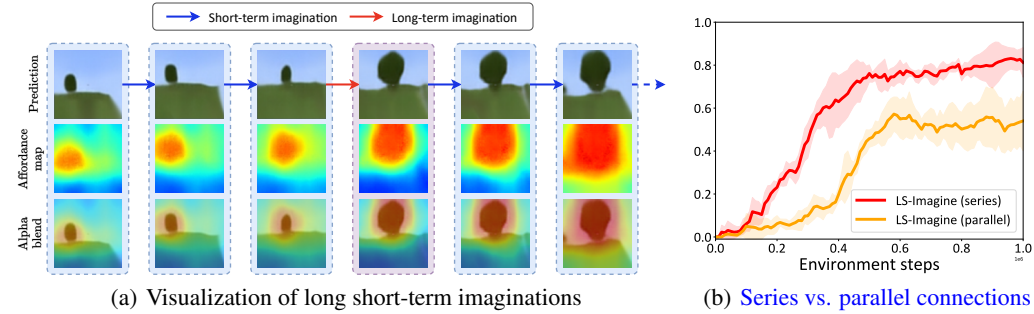 Short-term imagination
Long-term imagination
Prediction
Affordance
map
Alpha
blend
(a) Visualization of long short-term imaginations
1.0
0.8
0.6
0.4
0.2
0.0
0.0 0.2 0.4 0.6 0.8 1.0
1e6
LS-Imagine (series)
LS-Imagine (parallel)
Environment steps
(b) Series vs. parallel connections